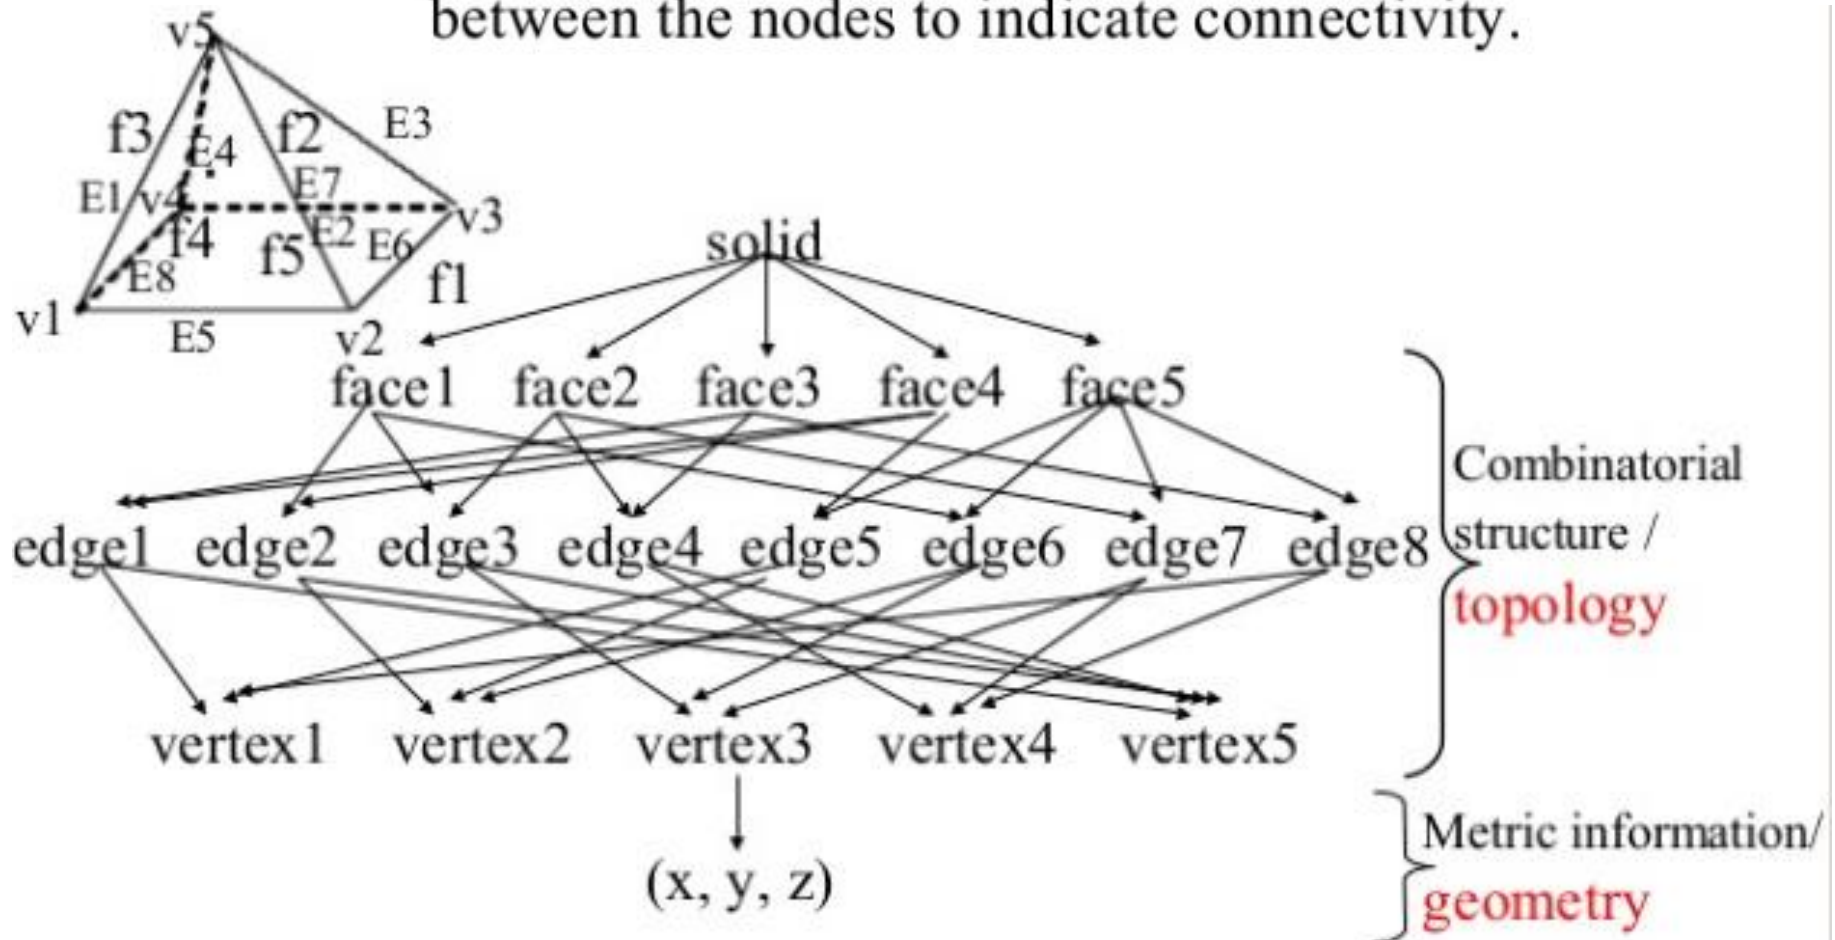 between the nodes to indicate connectivity.
v5
f3
f2
E3
E4
E1
v4
E7
v3
f4
f5
E2
E6
E8
f1
v1
E5
v2
solid
face1 face2 face3 face4 face5
edge1 edge2 edge3 edge4 edge5 edge6 edge7 edge8
vertex1 vertex2 vertex3 vertex4 vertex5
(x, y, z)
Combinatorial
structure /
topology
Metric information/
geometry